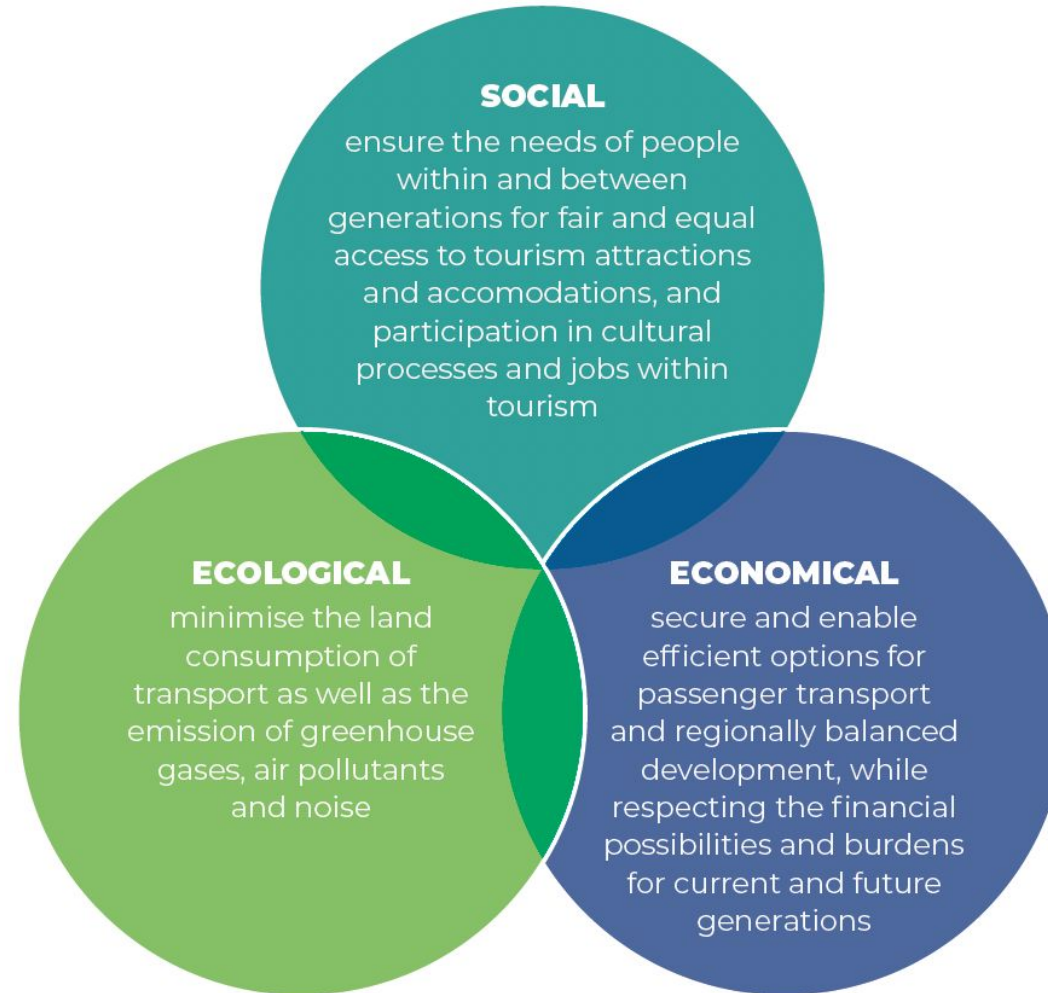 SOCIAL
ensure the needs of people
within and between
generations for fair and equal
access to tourism attractions
and accomodations, and
participation in cultural
processes and jobs within
tourism
ECOLOGICAL
minimise the land
consumption of
transport as well as the
emission of greenhouse
gases, air pollutants
and noise
ECONOMICAL
secure and enable
efficient options for
passenger transport
and regionally balanced
development, while
respecting the financial
possibilities and burdens
for current and future
generations